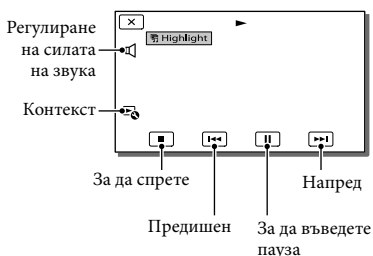 Регулиране
на силата
на звука
Highlight
Контекст
За да спрете
Напред
Предишен
За да въведете
пауза